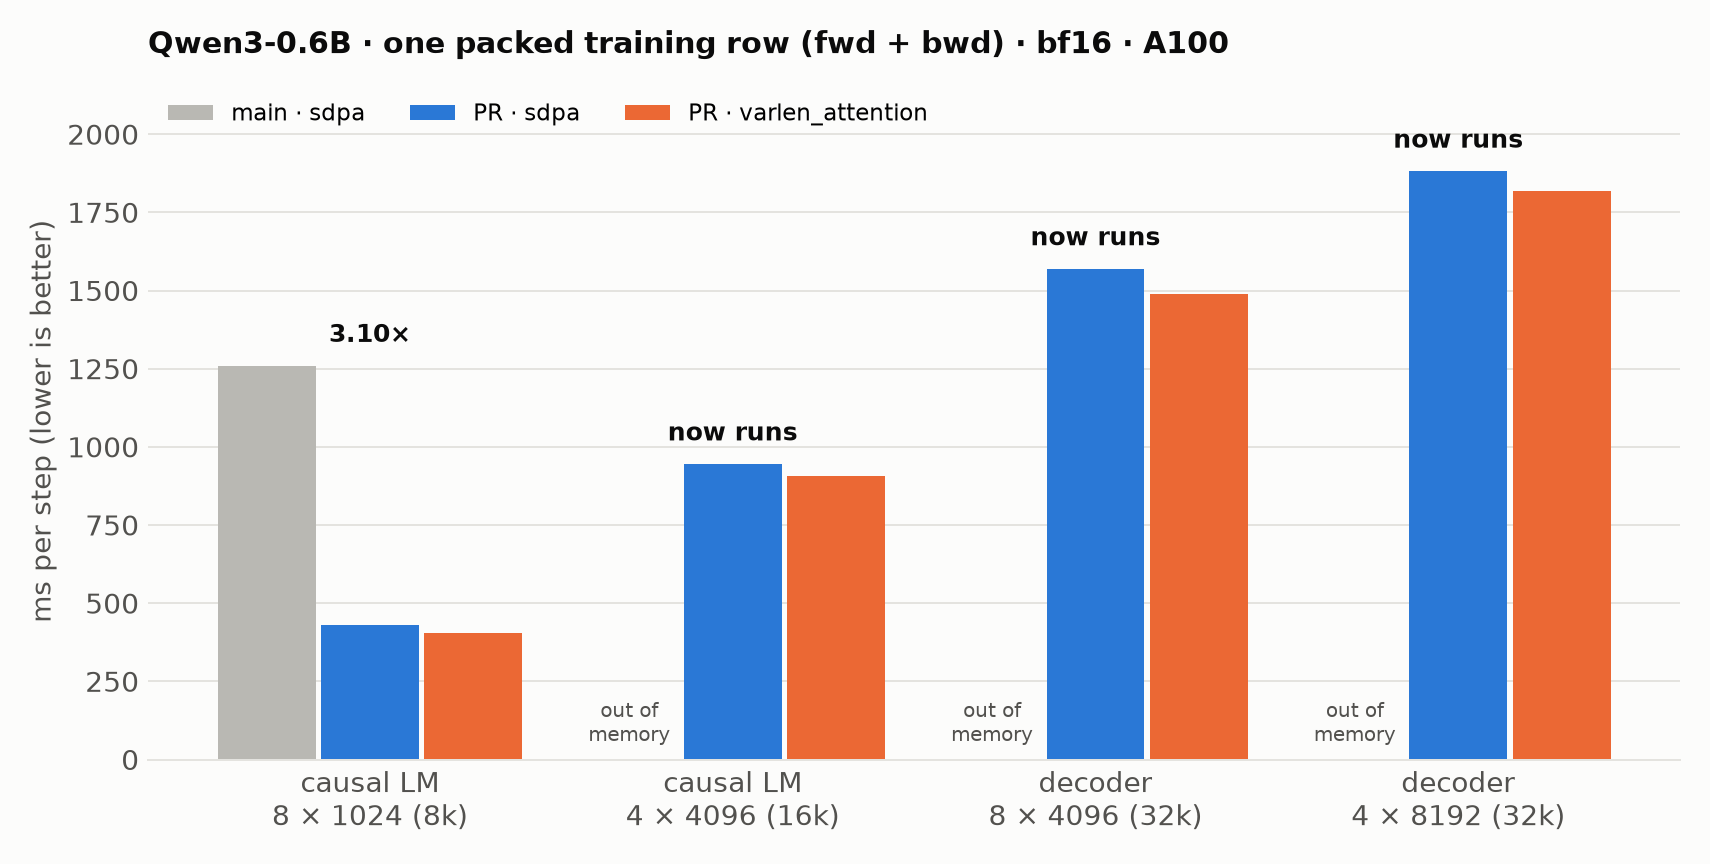 Qwen3-0.6B · one packed training row (fwd + bwd) · bf16 · A100
main · sdpa
PR · sdpa
PR · varlen_attention
ms per step (lower is better)
2000
1750
1500
1250
1000
750
500
250
0
3.10×
now runs
now runs
now runs
out of
memory
out of
memory
out of
memory
causal LM
8 × 1024 (8k)
causal LM
4 × 4096 (16k)
decoder
8 × 4096 (32k)
decoder
4 × 8192 (32k)